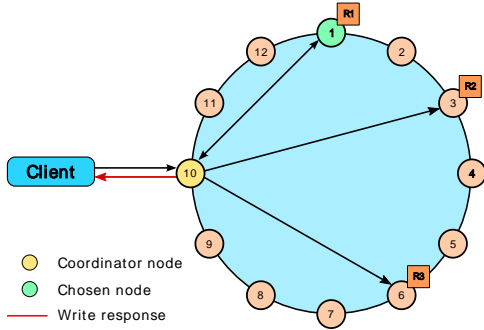 R1
1
12
2
R2
11
3
Client
10
4
9
5
R3
Coordinator node
8
6
Chosen node
7
Write response